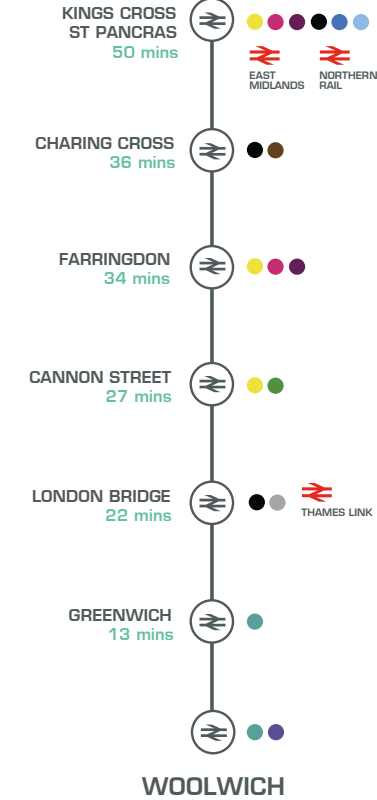 KINGS CROSS
ST PANCRAS
50 mins
EAST
MIDLANDS
NORTHERN
RAIL
CHARING CROSS
36 mins
FARRINGDON
34 mins
CANNON STREET
27 mins
LONDON BRIDGE
22 mins
THAMES LINK
GREENWICH
13 mins
WOOLWICH